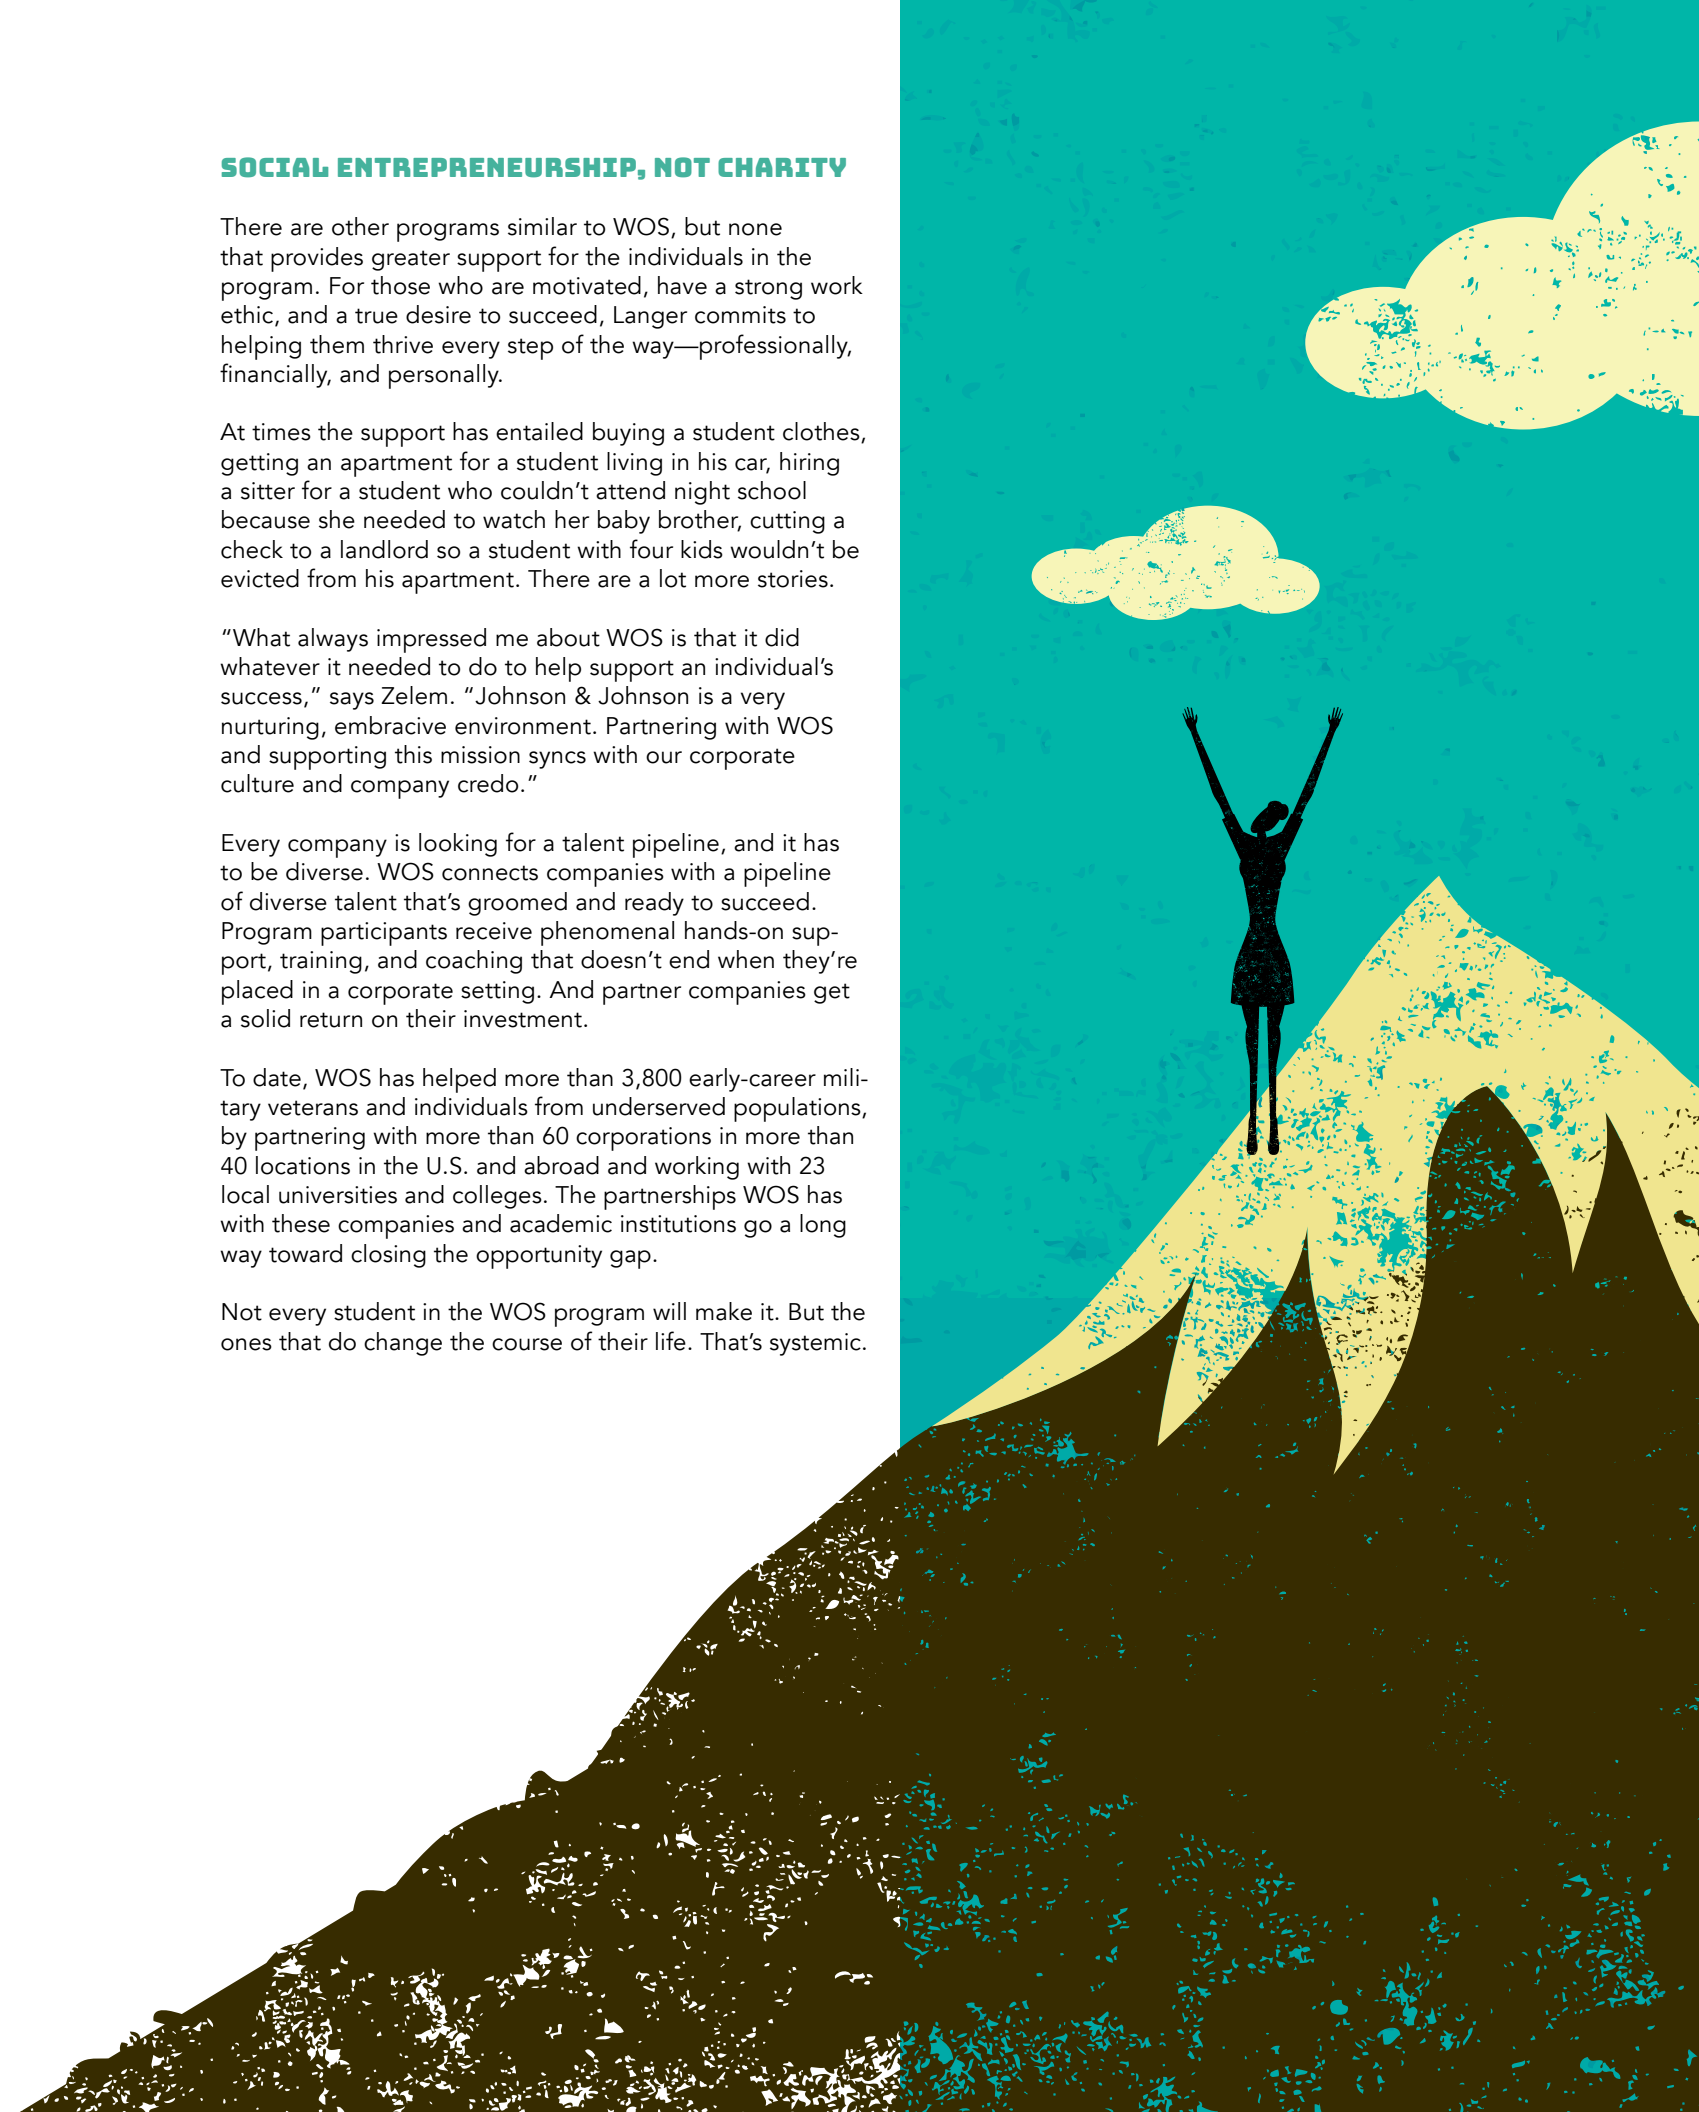 SOCIAL ENTREPRENEURSHIP, NOT CHARITY
There are other programs similar to WOS, but none
that provides greater support for the individuals in the
program. For those who are motivated, have a strong work
ethic, and a true desire to succeed, Langer commits to
helping them thrive every step of the way—professionally,
financially, and personally.
At times the support has entailed buying a student clothes,
getting an apartment for a student living in his car, hiring
a sitter for a student who couldn’t attend night school
because she needed to watch her baby brother, cutting a
check to a landlord so a student with four kids wouldn’t be
evicted from his apartment. There are a lot more stories.
“What always impressed me about WOS is that it did
whatever it needed to do to help support an individual’s
success,” says Zelem. “Johnson & Johnson is a very
nurturing, embracive environment. Partnering with WOS
and supporting this mission syncs with our corporate
culture and company credo.”
Every company is looking for a talent pipeline, and it has
to be diverse. WOS connects companies with a pipeline
of diverse talent that’s groomed and ready to succeed.
Program participants receive phenomenal hands-on sup-
port, training, and coaching that doesn’t end when they’re
placed in a corporate setting. And partner companies get
a solid return on their investment.
To date, WOS has helped more than 3,800 early-career mili-
tary veterans and individuals from underserved populations,
by partnering with more than 60 corporations in more than
40 locations in the U.S. and abroad and working with 23
local universities and colleges. The partnerships WOS has
with these companies and academic institutions go a long
way toward closing the opportunity gap.
Not every student in the WOS program will make it. But the
ones that do change the course of their life. That’s systemic.